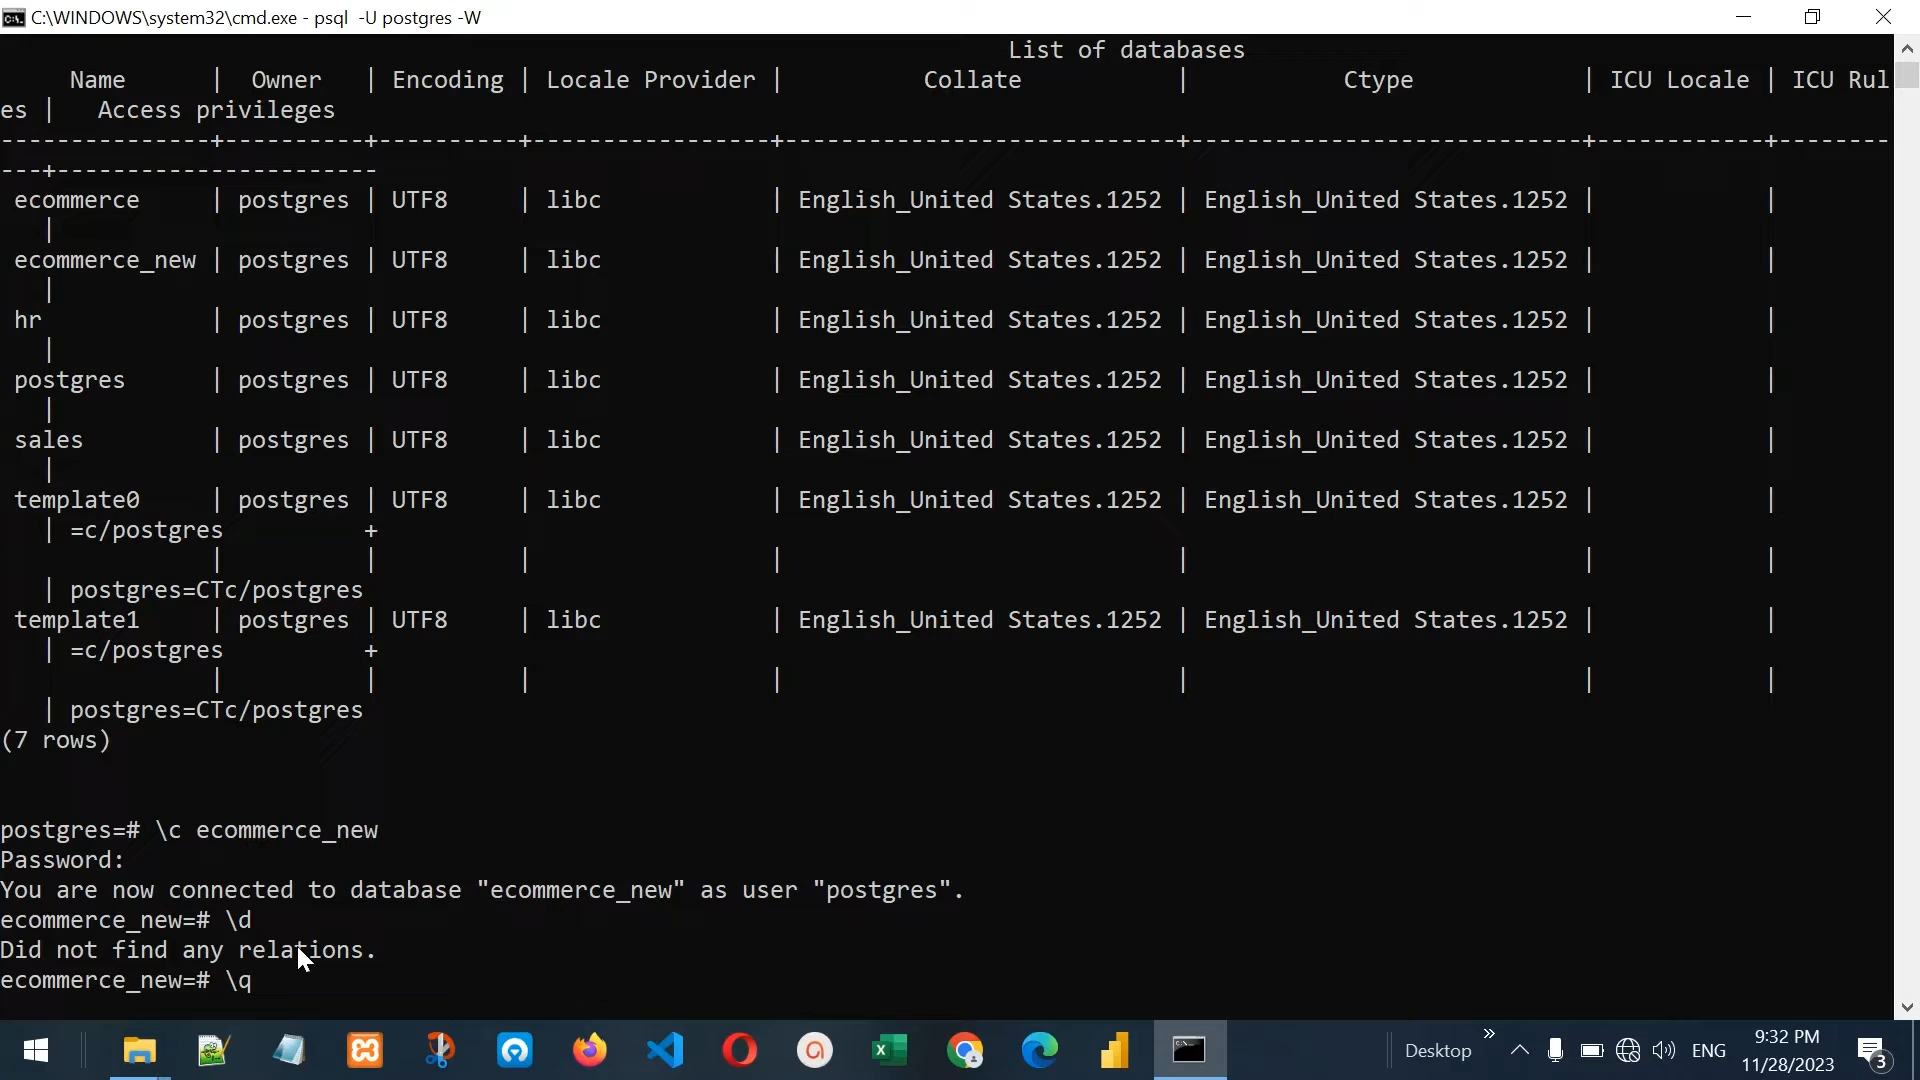 C:\WINDOWS\system32\cmd.exe - psql  -U postgres -W
                                                                        List of databases
     Name      |  Owner   | Encoding | Locale Provider |          Collate           |           Ctype            | ICU Locale | ICU Rul
es |   Access privileges
---------------+----------+----------+-----------------+----------------------------+----------------------------+------------+--------
---+-----------------------
 ecommerce     | postgres | UTF8     | libc            | English_United States.1252 | English_United States.1252 |            |
   |
 ecommerce_new | postgres | UTF8     | libc            | English_United States.1252 | English_United States.1252 |            |
   |
 hr            | postgres | UTF8     | libc            | English_United States.1252 | English_United States.1252 |            |
   |
 postgres      | postgres | UTF8     | libc            | English_United States.1252 | English_United States.1252 |            |
   |
 sales         | postgres | UTF8     | libc            | English_United States.1252 | English_United States.1252 |            |
   |
 template0     | postgres | UTF8     | libc            | English_United States.1252 | English_United States.1252 |            |
   | =c/postgres          +
               |          |          |                 |                            |                            |            |
   | postgres=CTc/postgres
 template1     | postgres | UTF8     | libc            | English_United States.1252 | English_United States.1252 |            |
   | =c/postgres          +
               |          |          |                 |                            |                            |            |
   | postgres=CTc/postgres
(7 rows)
postgres=# \c ecommerce_new
Password:
You are now connected to database "ecommerce_new" as user "postgres".
ecommerce_new=# \d
Did not find any relations.
ecommerce_new=# \q
Desktop
ENG
9:32 PM
11/28/2023
3